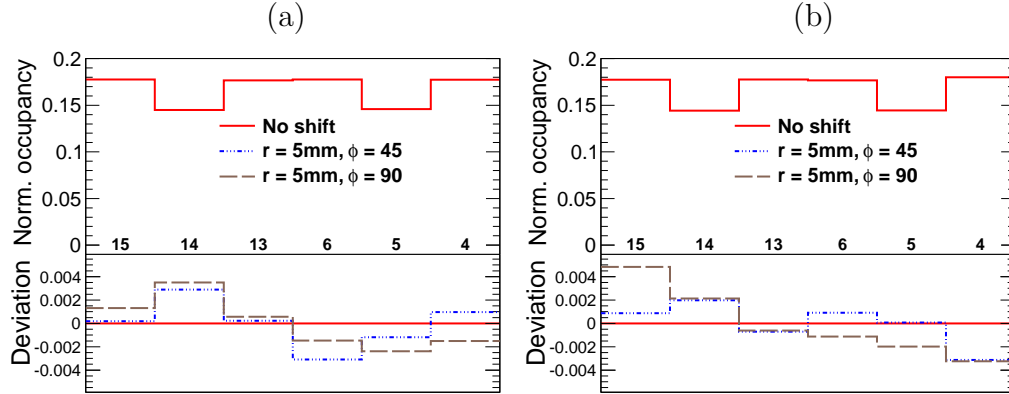 (a)
Norm. occupancy
0.2
0.15
0.1
0.05
0
No shift
r = 5mm, ϕ = 45
r = 5mm, ϕ = 90
15 14 13 6 5 4
Deviation
0.004
0.002
0
-0.002
-0.004
(b)
Norm. occupancy
0.2
0.15
0.1
0.05
0
No shift
r = 5mm, ϕ = 45
r = 5mm, ϕ = 90
15 14 13 6 5 4
Deviation
0.004
0.002
0
-0.002
-0.004